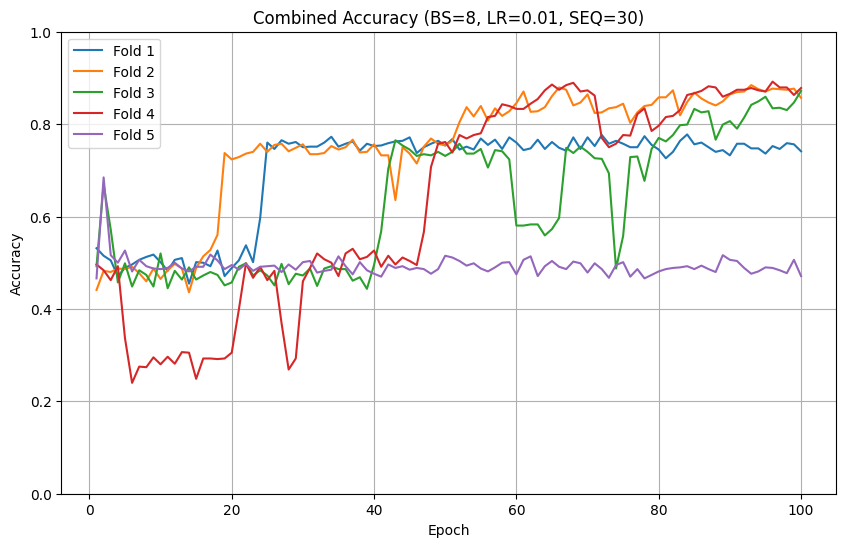 Combined Accuracy (BS=8, LR=0.01, SEQ=30)
Fold 1
Fold 2
Fold 3
Fold 4
Fold 5
Accuracy
1.0
0.8
0.6
0.4
0.2
0.0
0 20 40 60 80 100
Epoch